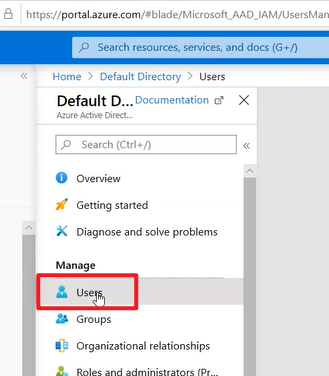 https://portal.azure.com/#blade/Microsoft_AAD_IAM/UsersMan
Search resources, services, and docs (G+/)
Home > Default Directory > Users
Default D... Documentation
Azure Active Direct...
Search (Ctrl+/)
Overview
Getting started
Diagnose and solve problems
Manage
Users
Groups
Organizational relationships
Roles and administrators (Pr...